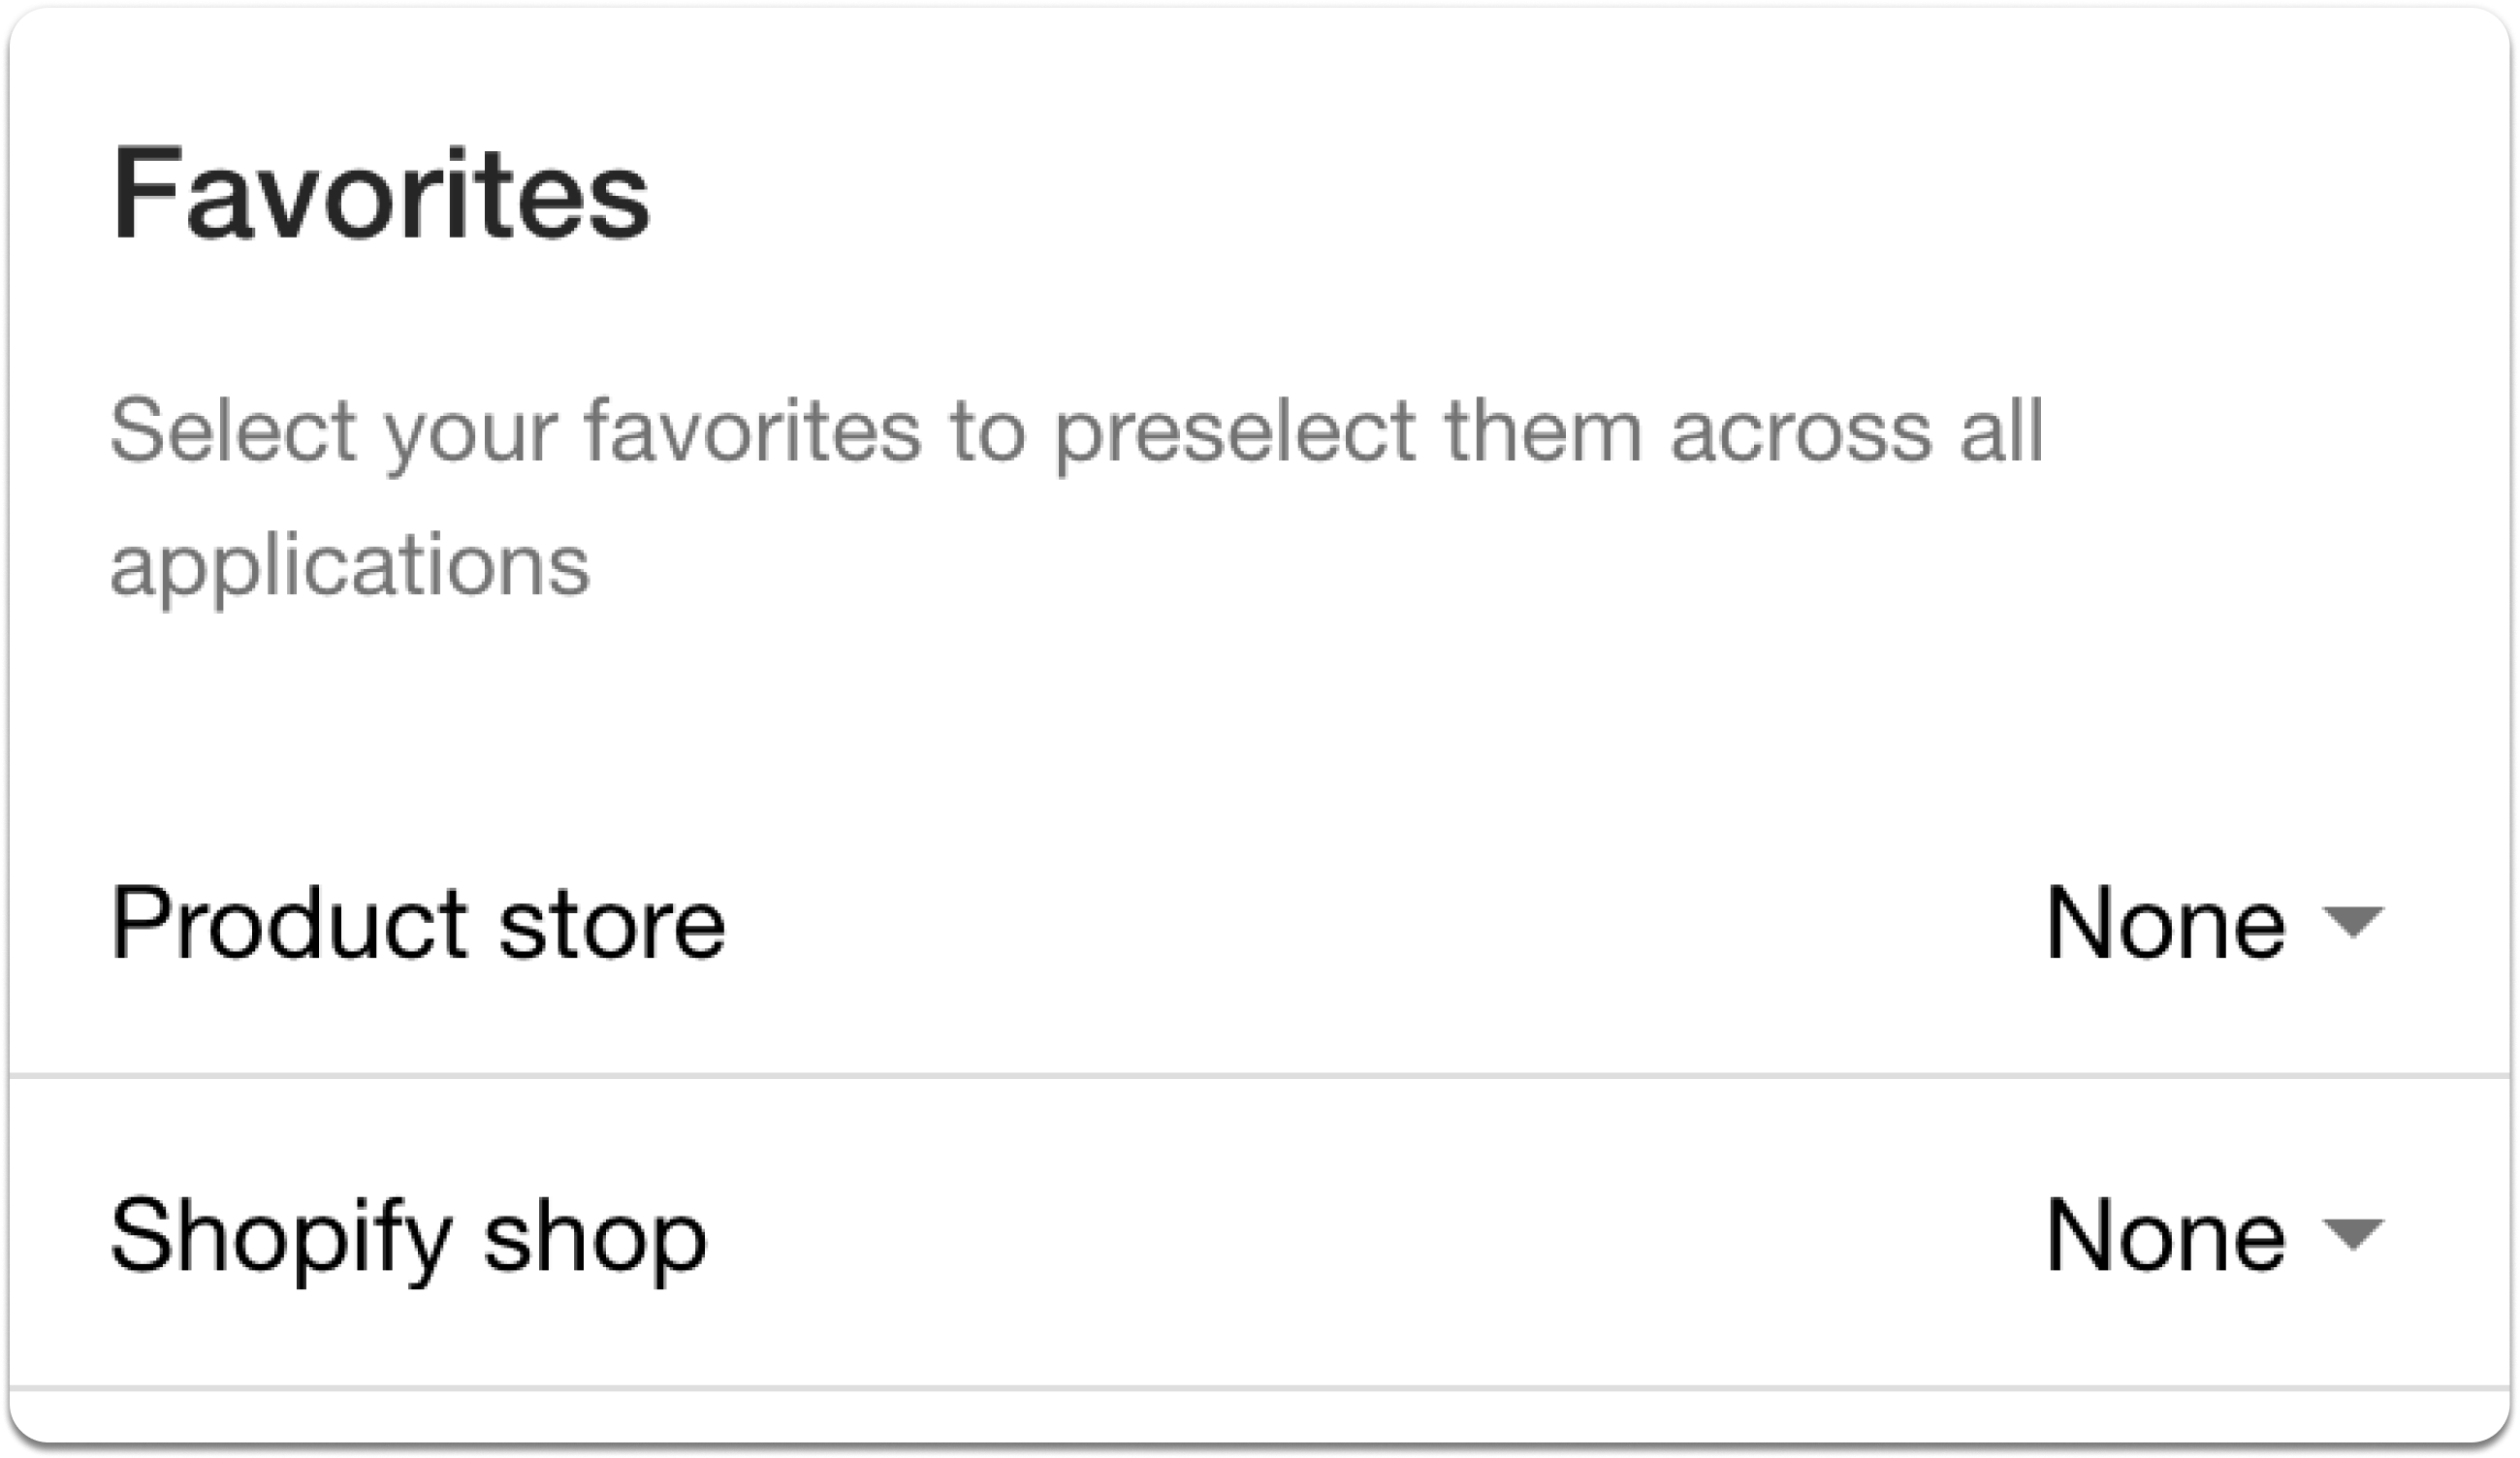 Favorites
Select your favorites to preselect them across all
applications
Product store None
Shopify shop None